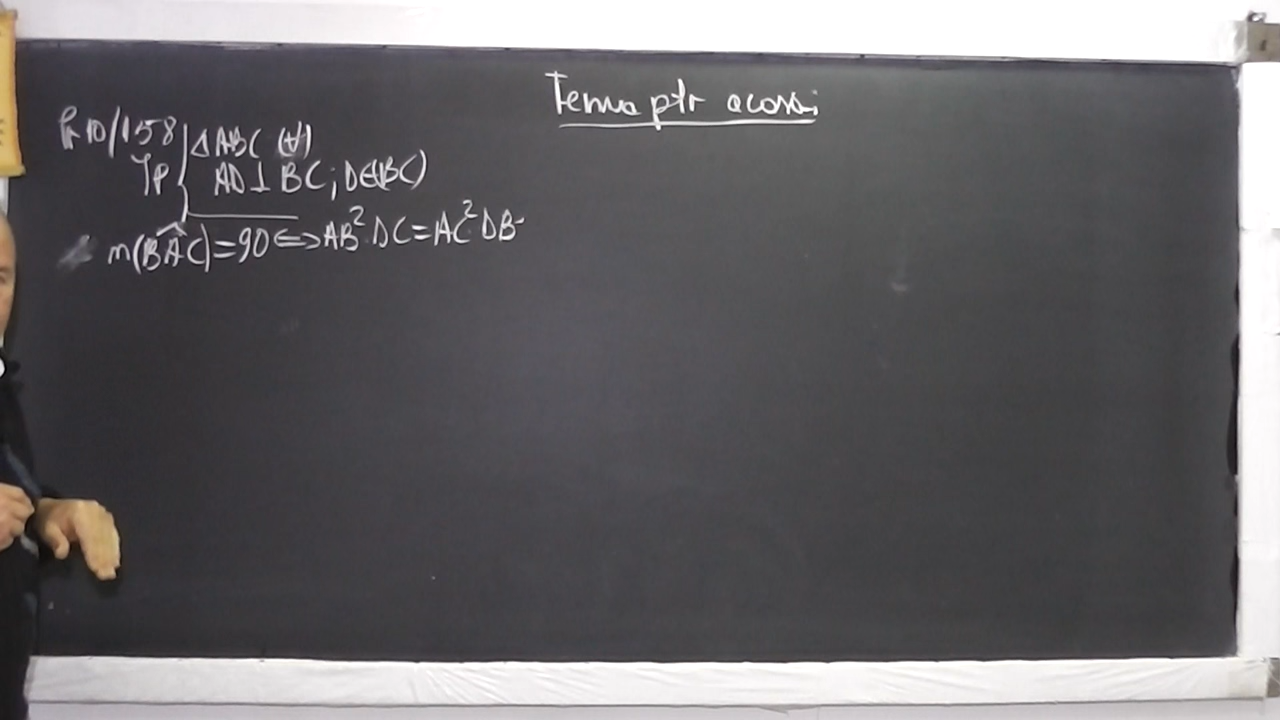 Tema ptr acasă
Pr 10/158 ΔABC (∀)
Ip AD⊥BC; D∈(BC)
m(BÂC)=90 ⟺ AB²·DC=AC²·DB